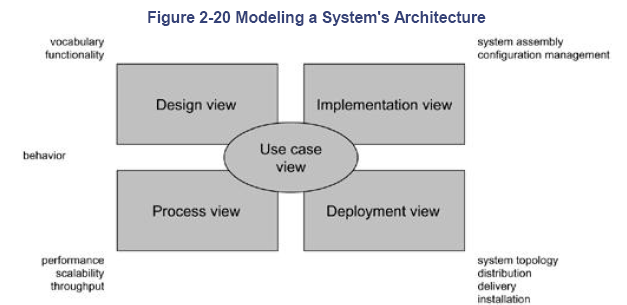 Figure 2-20 Modeling a System's Architecture
vocabulary
functionality
system assembly
configuration management
Design view
Implementation view
behavior
Use case
view
Process view
Deployment view
performance
scalability
throughput
system topology
distribution
delivery
installation